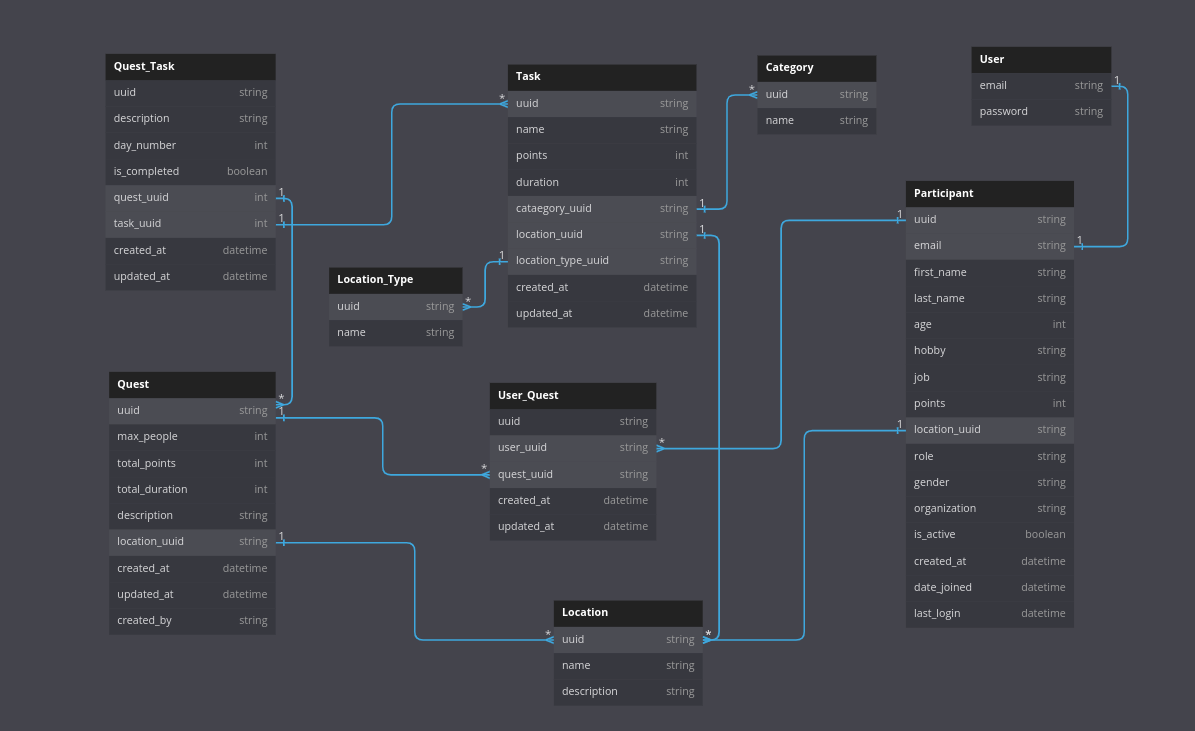 Quest_Task
uuid string
description string
day_number int
is_completed boolean
quest_uuid int 1
task_uuid int 1
created_at datetime
updated_at datetime
Task
* uuid string
name string
points int
duration int
cataegory_uuid string 1
location_uuid string 1
1 location_type_uuid string
created_at datetime
updated_at datetime
Category
* uuid string
name string
User
email string 1
password string
Location_Type
uuid string *
name string
Participant
1 uuid string
email string 1
first_name string
last_name string
age int
hobby string
job string
points int
1 location_uuid string
role string
gender string
organization string
is_active boolean
created_at datetime
date_joined datetime
last_login datetime
Quest
*
uuid string 1
max_people int
total_points int
total_duration int
description string
location_uuid string 1
created_at datetime
updated_at datetime
created_by string
User_Quest
uuid string
user_uuid string *
* quest_uuid string
created_at datetime
updated_at datetime
Location
* uuid string *
name string
description string